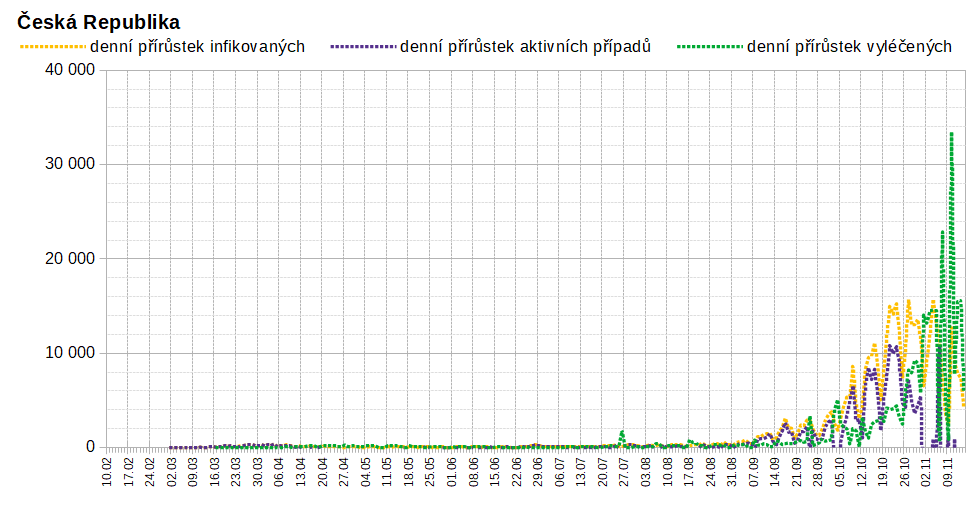 Česká Republika
denní přírůstek infikovaných denní přírůstek aktivních případů denní přírůstek vyléčených
40 000
30 000
20 000
10 000
0
10.02 17.02 24.02 02.03 09.03 16.03 23.03 30.03 06.04 13.04 20.04 27.04 04.05 11.05 18.05 25.05 01.06 08.06 15.06 22.06 29.06 06.07 13.07 20.07 27.07 03.08 10.08 17.08 24.08 31.08 07.09 14.09 21.09 28.09 05.10 12.10 19.10 26.10 02.11 09.11